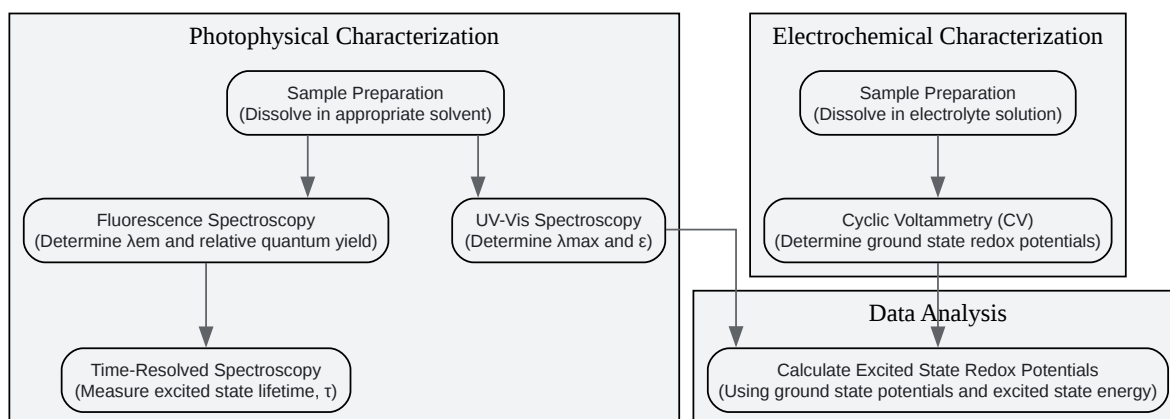 Photophysical Characterization
Sample Preparation
(Dissolve in appropriate solvent)
Fluorescence Spectroscopy
(Determine λem and relative quantum yield)
UV-Vis Spectroscopy
(Determine λmax and ε)
Time-Resolved Spectroscopy
(Measure excited state lifetime, τ)
Electrochemical Characterization
Sample Preparation
(Dissolve in electrolyte solution)
Cyclic Voltammetry (CV)
(Determine ground state redox potentials)
Data Analysis
Calculate Excited State Redox Potentials
(Using ground state potentials and excited state energy)